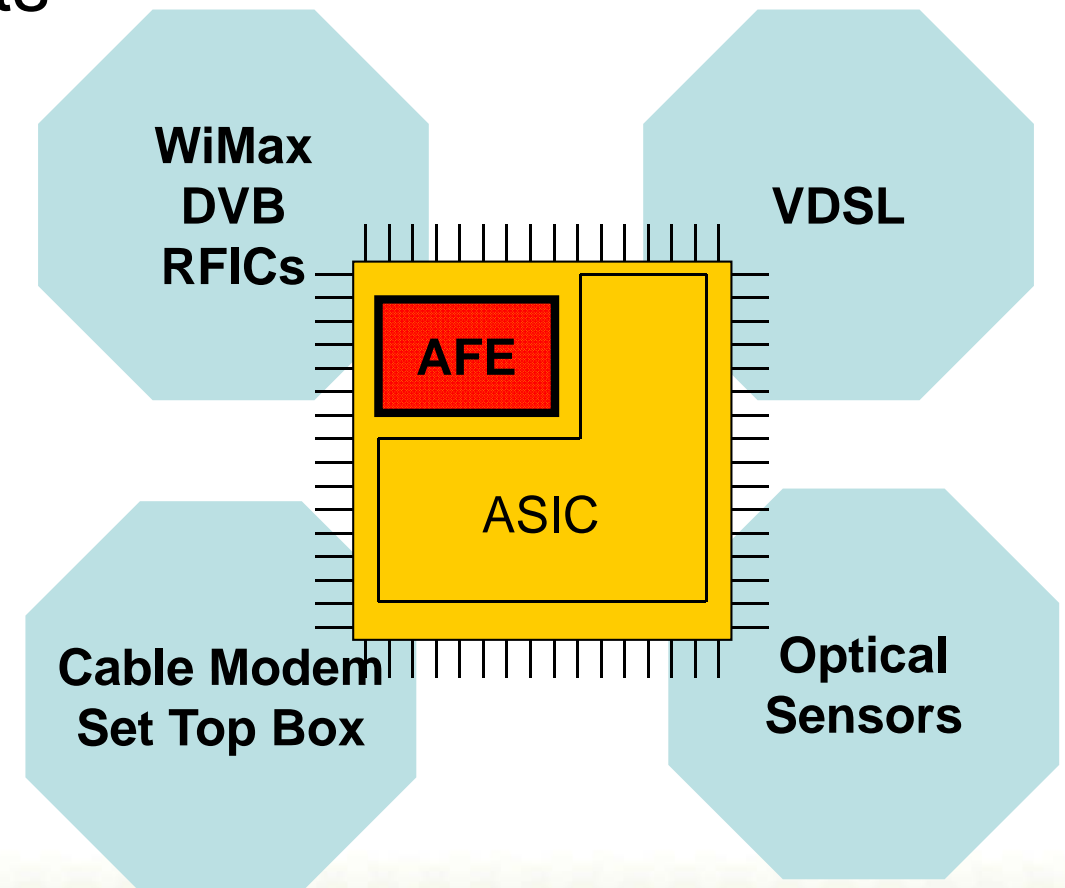 WiMax
DVB
RFICs
VDSL
AFE
ASIC
Cable Modem
Set Top Box
Optical
Sensors